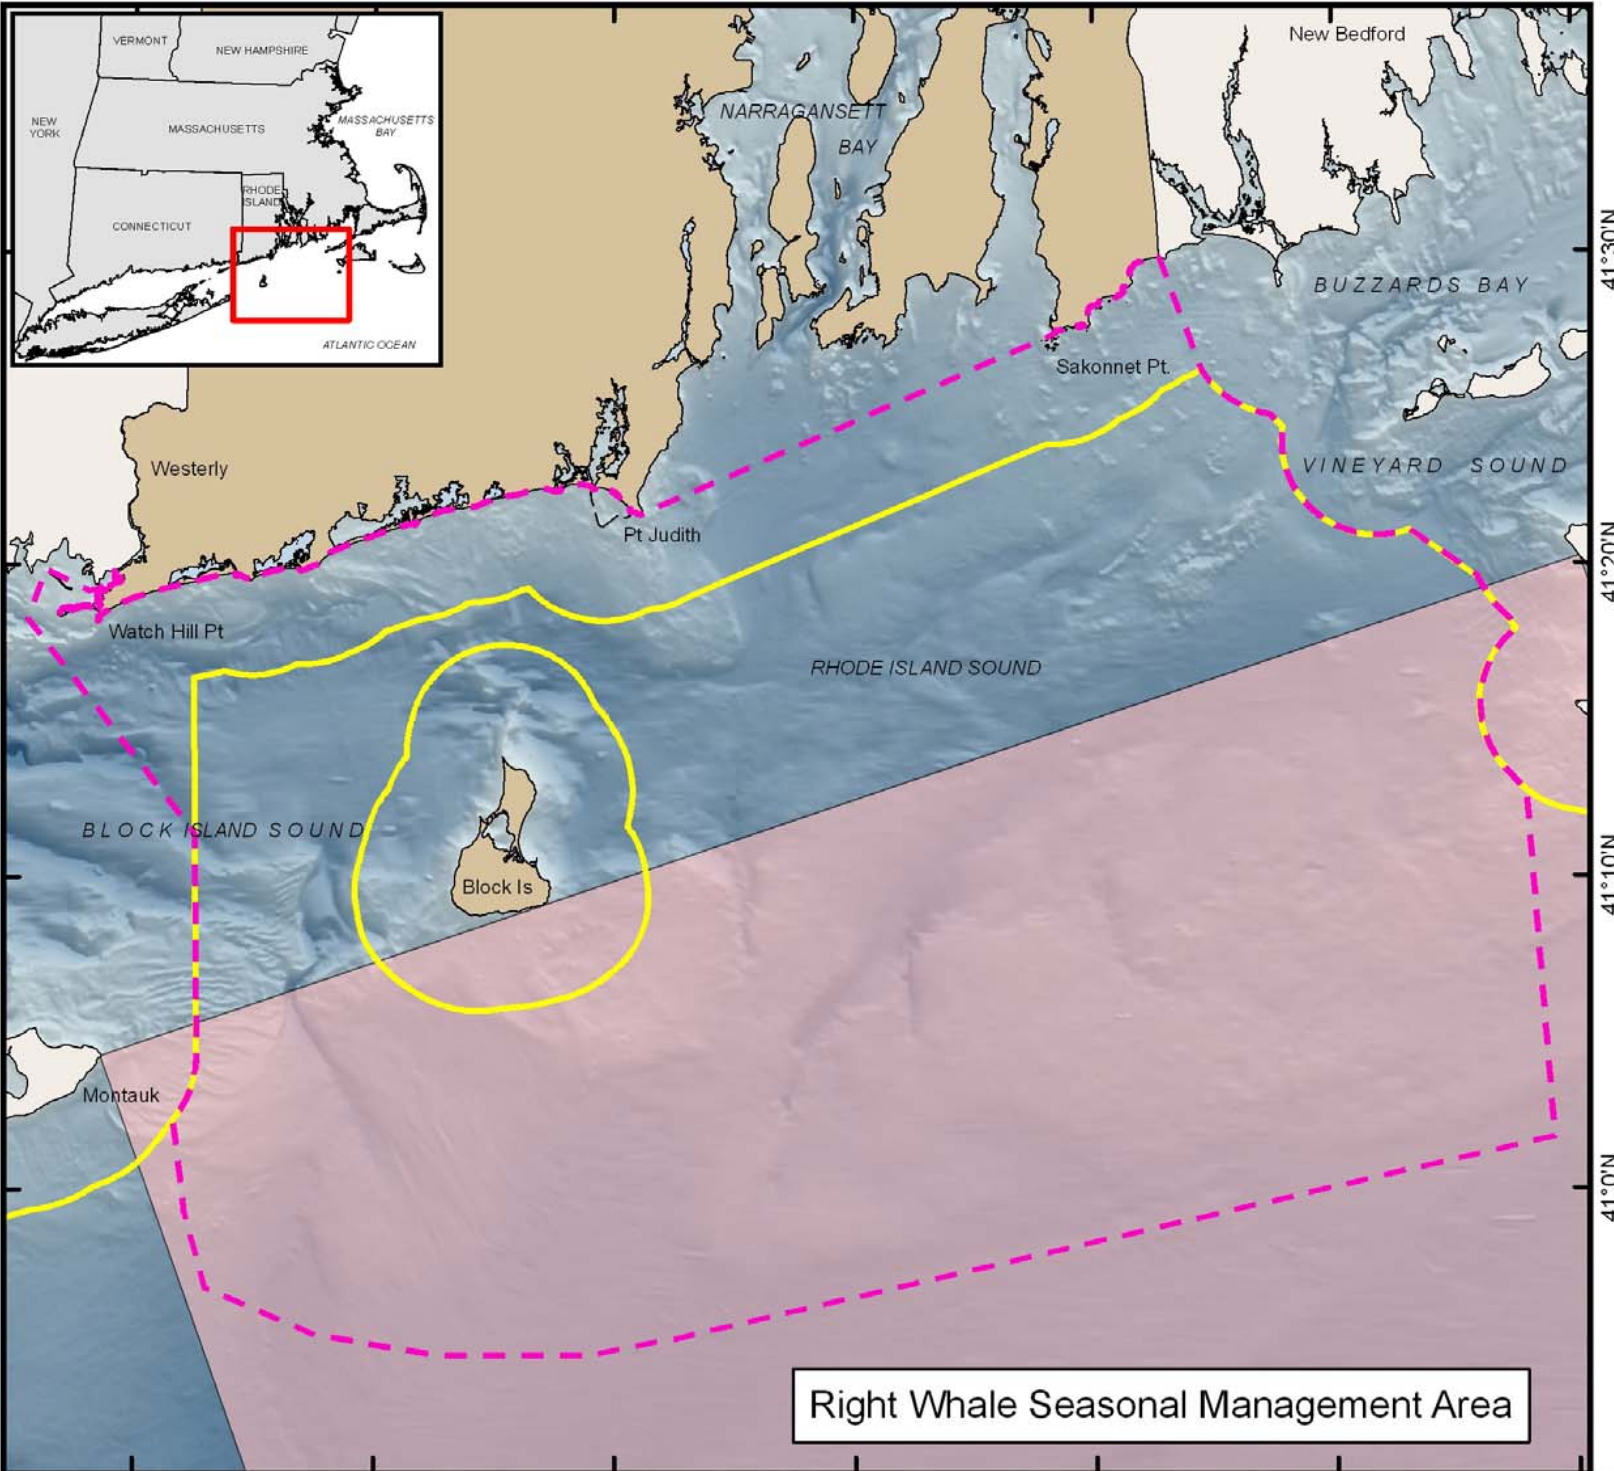 VERMONT
NEW HAMPSHIRE
NEW
YORK
MASSACHUSETTS
MASSACHUSETTS
BAY
RHODE
ISLAND
CONNECTICUT
ATLANTIC OCEAN
New Bedford
NARRAGANSETT
BAY
BUZZARDS BAY
41°30'N
Sakonnet Pt.
Westerly
VINEYARD SOUND
Pt Judith
41°20'N
Watch Hill Pt
RHODE ISLAND SOUND
BLOCK ISLAND SOUND
Block Is
41°10'N
Montauk
41°0'N
Right Whale Seasonal Management Area